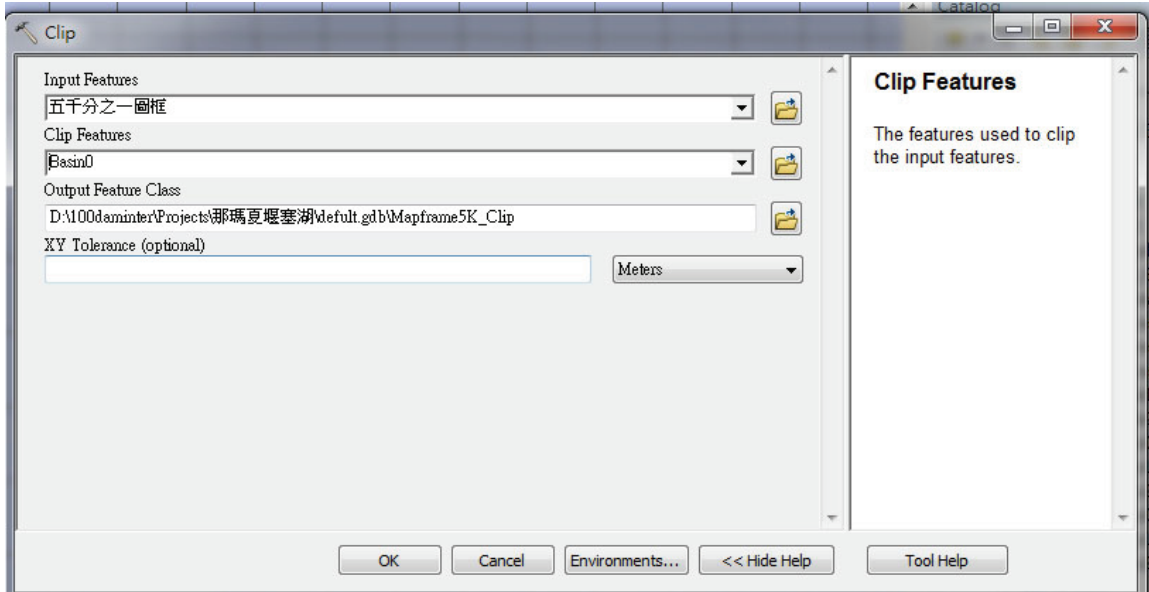 Catalog
Clip
Input Features
五千分之一圖框
Clip Features
Basin0
Output Feature Class
D:\100daminter\Projects\那瑪夏堰塞湖\defult.gdb\Mapframe5K_Clip
XY Tolerance (optional)
Meters
OK
Cancel
Environments...
<< Hide Help
Tool Help
Clip Features
The features used to clip
the input features.